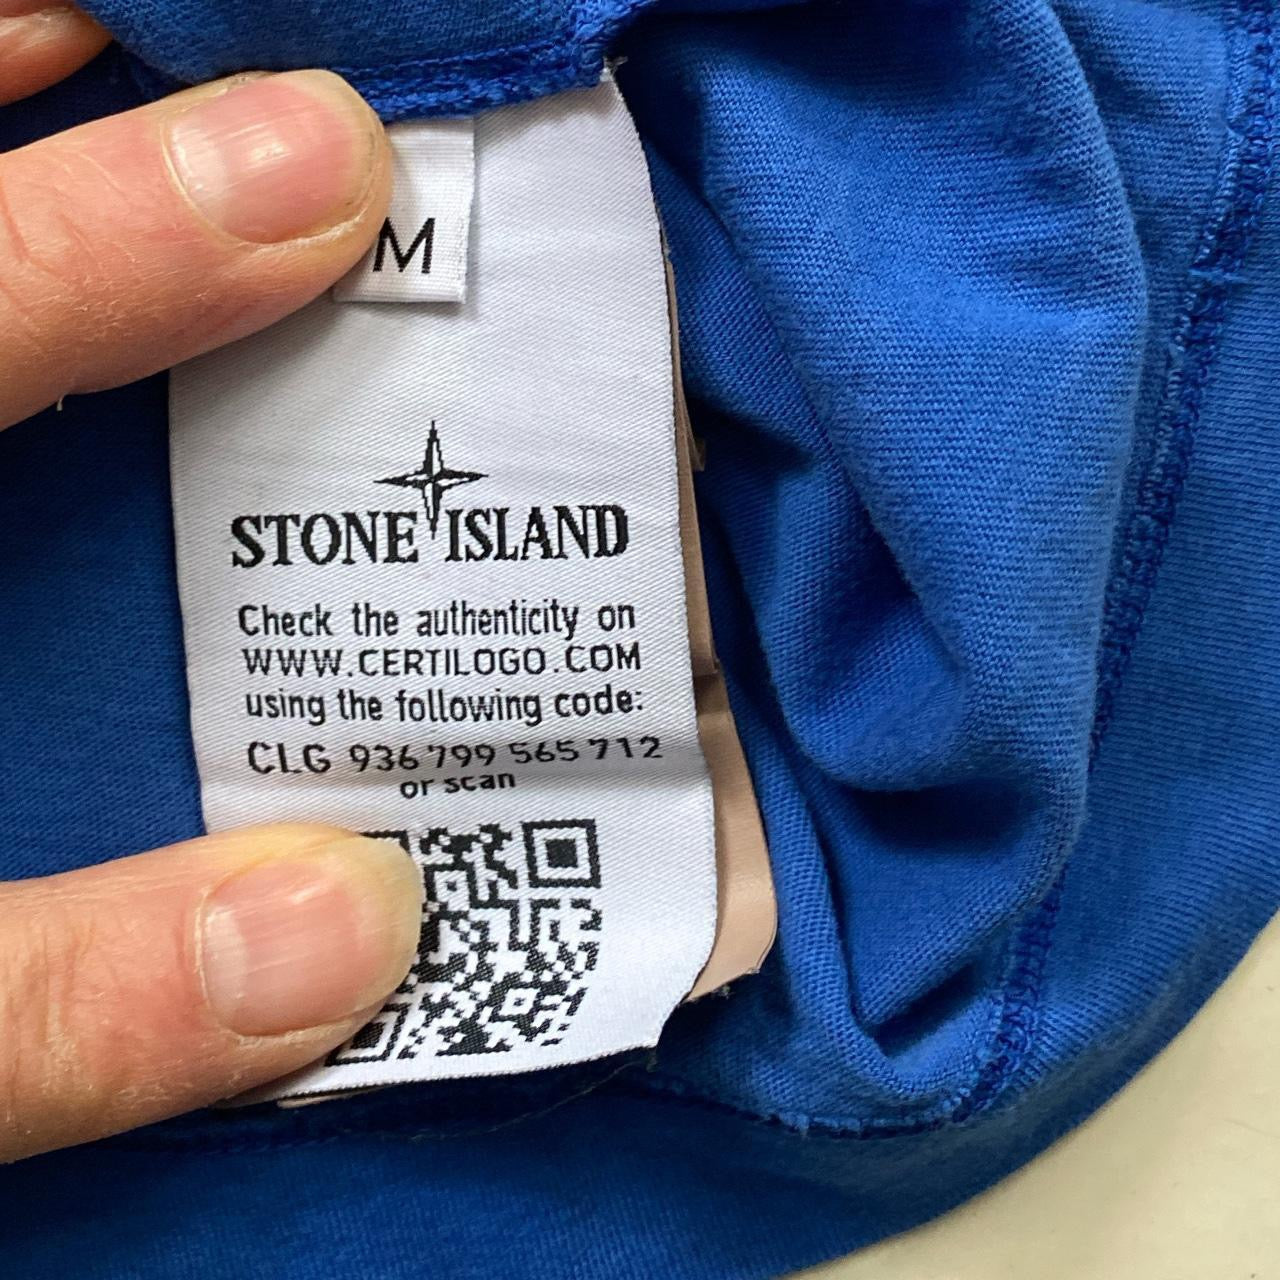 M
STONE ISLAND
Check the authenticity on
WWW.CERTILOGO.COM
using the following code:
CLG 936 799 565 712
or scan